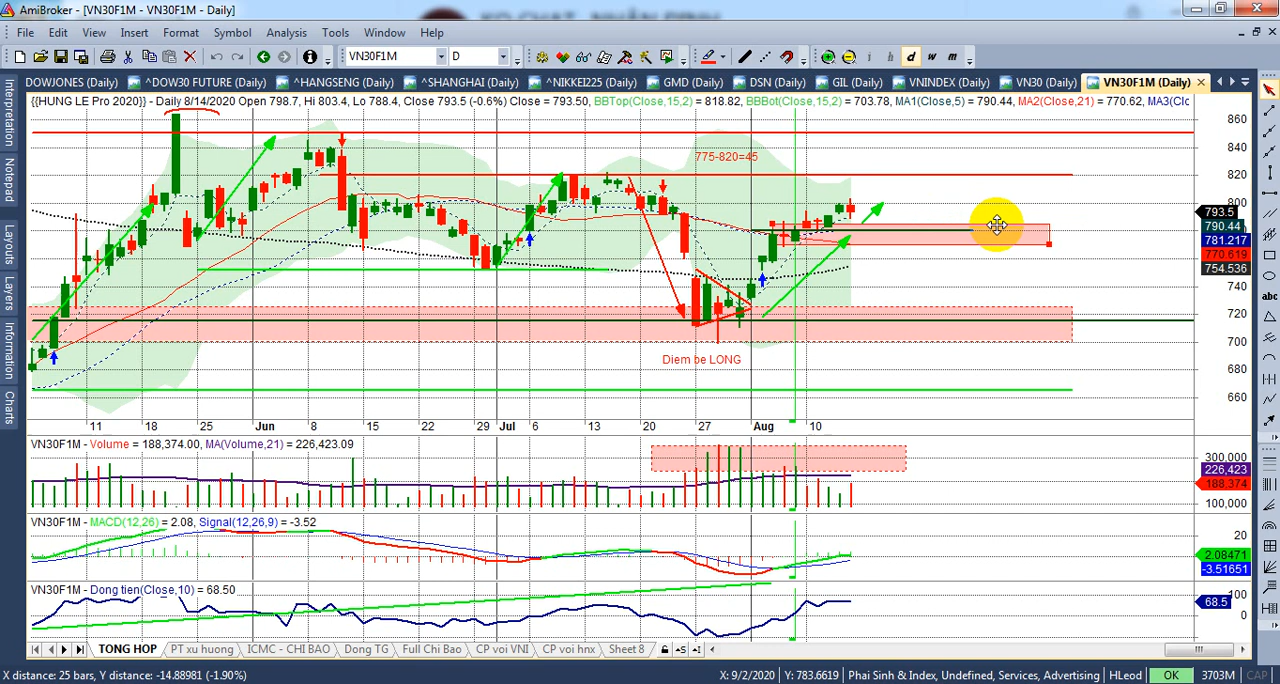 AmiBroker - [VN30F1M - VN30F1M - Daily]
File Edit View Insert Format Symbol Analysis Tools Window Help
VN30F1M D i h d w m
DOWJONES (Daily) ^DOW30 FUTURE (Daily) ^HANGSENG (Daily) ^SHANGHAI (Daily) ^NIKKEI225 (Daily) GMD (Daily) DSN (Daily) GIL (Daily) VNINDEX (Daily) VN30 (Daily) VN30F1M (Daily)
{{HUNG LE Pro 2020}} - Daily 8/14/2020 Open 798.7, Hi 803.4, Lo 788.4, Close 793.5 (-0.6%) Close = 793.50, BBTop(Close,15,2) = 818.82, BBBot(Close,15,2) = 703.78, MA1(Close,5) = 790.44, MA2(Close,21) = 770.62, MA3(Clc
Interpretation
Notepad
Layouts
Layers
Information
Charts
775-820=45
Diem be LONG
860
840
820
800
793.5
790.44
781.217
770.619
754.536
740
720
700
680
660
11 18 25 Jun 8 15 22 29 Jul 6 13 20 27 Aug 10
abc
VN30F1M - Volume = 188,374.00, MA(Volume,21) = 226,423.09
300,000
226,423
188,374
100,000
VN30F1M - MACD(12,26) = 2.08, Signal(12,26,9) = -3.52
20
2.08471
-3.51651
VN30F1M - Dong tien(Close,10) = 68.50
100
68.5
0
TONG HOP PT xu huong ICMC - CHI BAO Dong TG Full Chi Bao CP voi VNI CP voi hnx Sheet 8
X distance: 25 bars, Y distance: -14.88981 (-1.90%) X: 9/2/2020 Y: 783.6619 Phai Sinh & Index, Undefined, Services, Advertising HLeod OK 3703M CAP